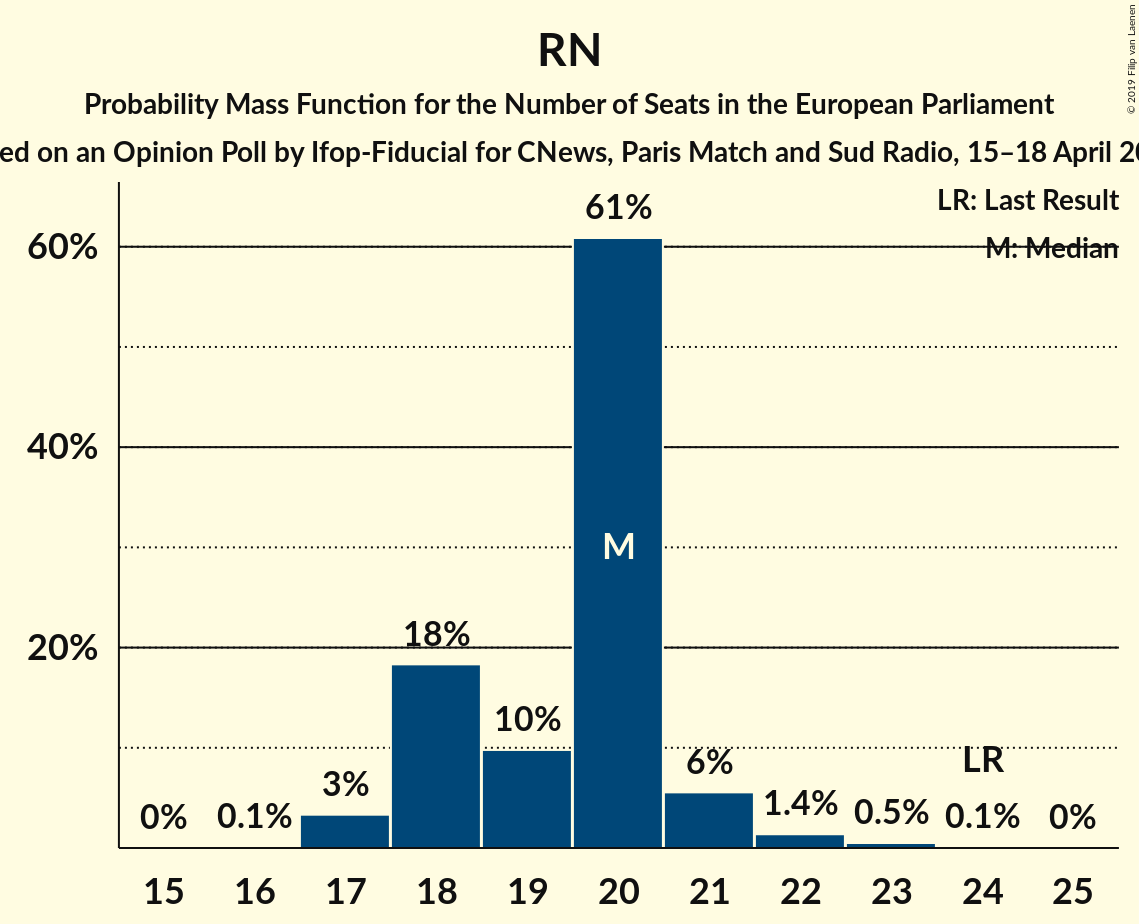 RN
Probability Mass Function for the Number of Seats in the European Parliament
ed on an Opinion Poll by Ifop-Fiducial for CNews, Paris Match and Sud Radio, 15–18 April 20
© 2019 Filip van Laenen
LR: Last Result
M: Median
60%
40%
20%
0%
0.1%
3%
18%
10%
61%
M
6%
1.4%
0.5%
LR
0.1%
0%
15 16 17 18 19 20 21 22 23 24 25